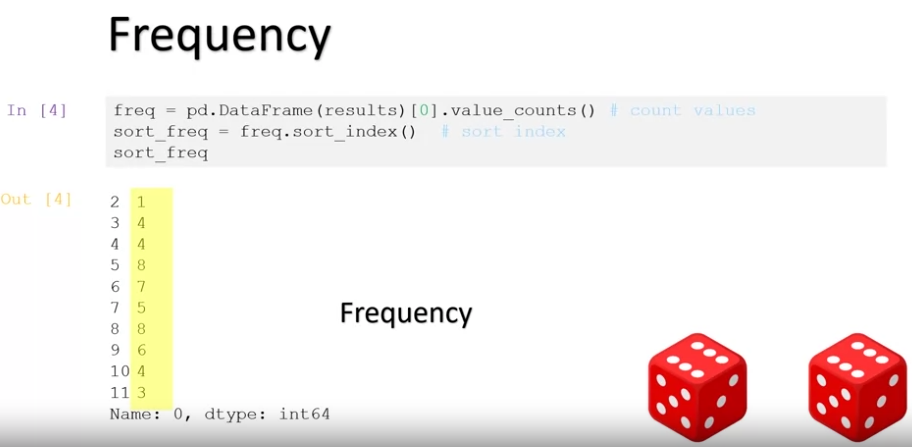 Frequency
In [4]
freq = pd.DataFrame(results)[0].value_counts() # count values
sort_freq = freq.sort_index() # sort index
sort_freq
Out [4]
2 1
3 4
4 4
5 8
6 7
7 5
8 8
9 6
10 4
11 3
Name: 0, dtype: int64
Frequency